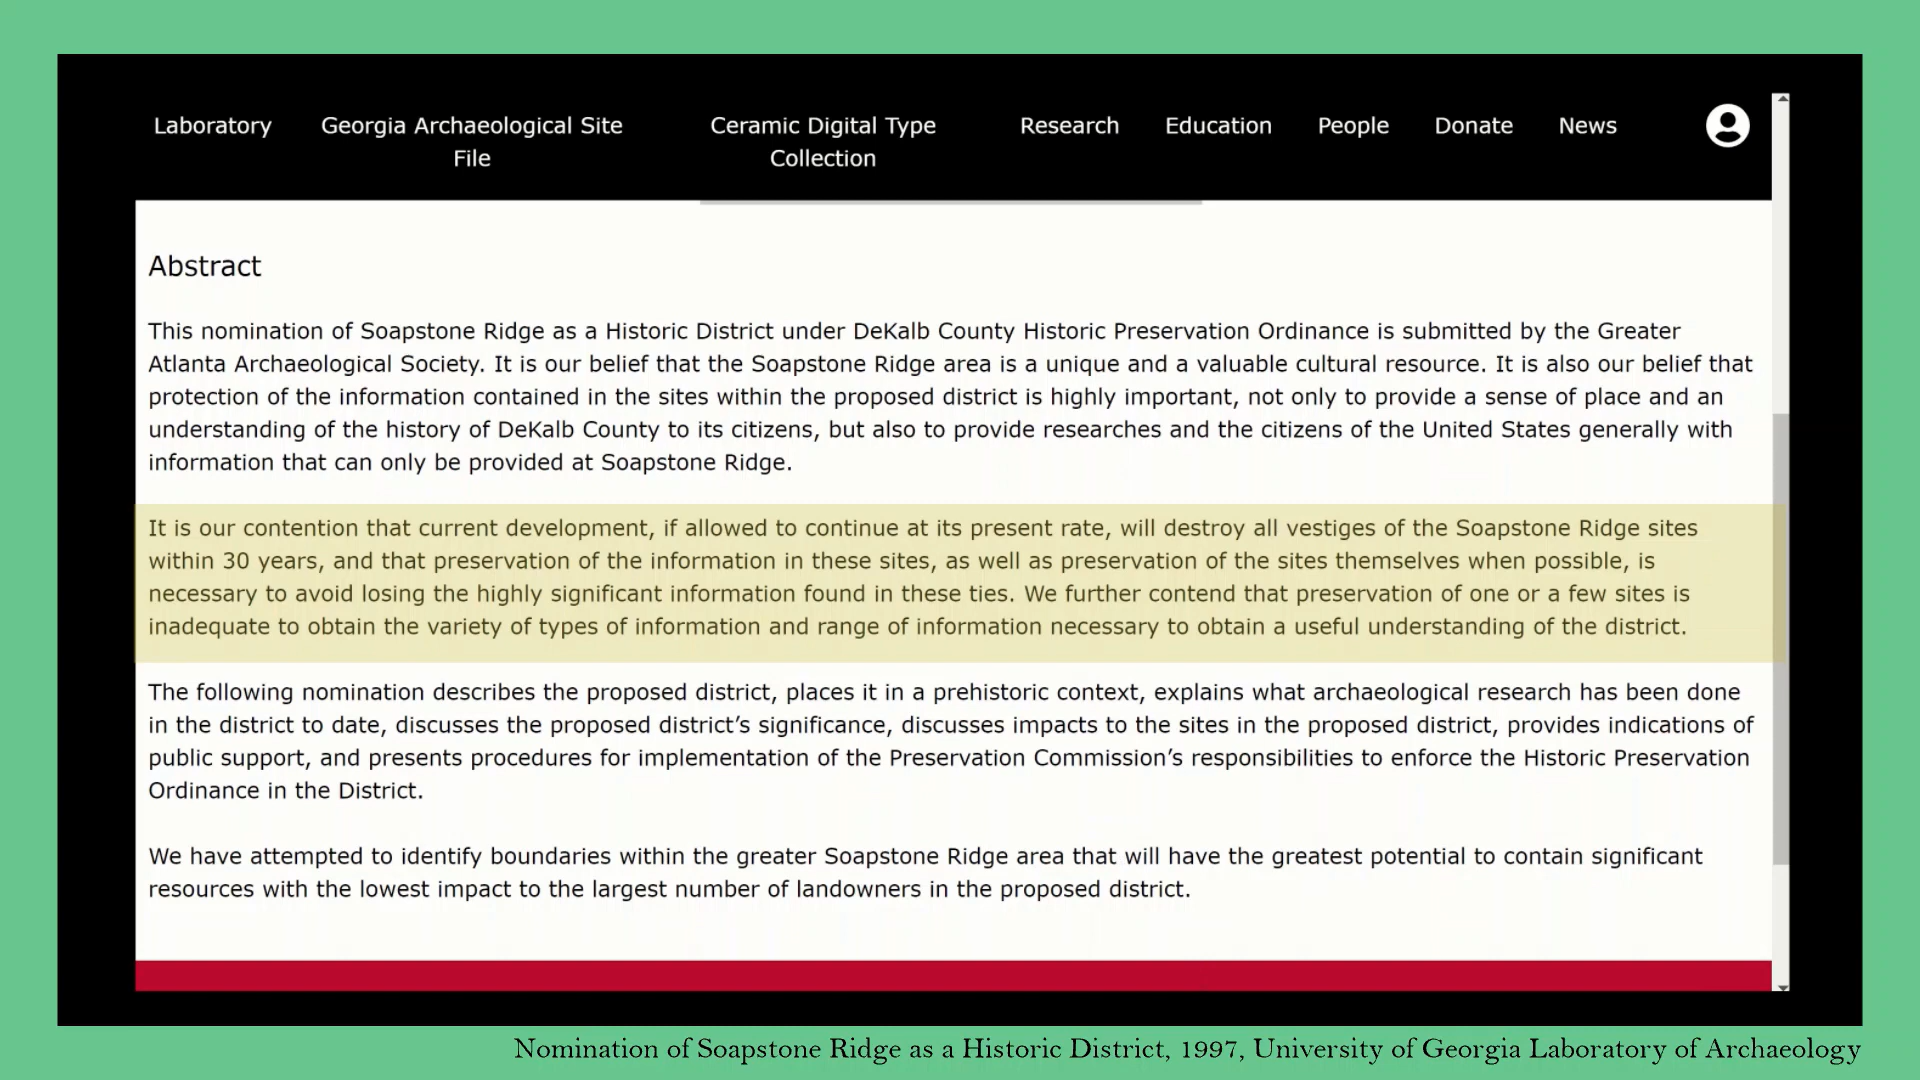 Laboratory Georgia Archaeological Site File Ceramic Digital Type Collection Research Education People Donate News
Abstract
This nomination of Soapstone Ridge as a Historic District under DeKalb County Historic Preservation Ordinance is submitted by the Greater
Atlanta Archaeological Society. It is our belief that the Soapstone Ridge area is a unique and a valuable cultural resource. It is also our belief that
protection of the information contained in the sites within the proposed district is highly important, not only to provide a sense of place and an
understanding of the history of DeKalb County to its citizens, but also to provide researches and the citizens of the United States generally with
information that can only be provided at Soapstone Ridge.
It is our contention that current development, if allowed to continue at its present rate, will destroy all vestiges of the Soapstone Ridge sites
within 30 years, and that preservation of the information in these sites, as well as preservation of the sites themselves when possible, is
necessary to avoid losing the highly significant information found in these ties. We further contend that preservation of one or a few sites is
inadequate to obtain the variety of types of information and range of information necessary to obtain a useful understanding of the district.
The following nomination describes the proposed district, places it in a prehistoric context, explains what archaeological research has been done
in the district to date, discusses the proposed district's significance, discusses impacts to the sites in the proposed district, provides indications of
public support, and presents procedures for implementation of the Preservation Commission's responsibilities to enforce the Historic Preservation
Ordinance in the District.
We have attempted to identify boundaries within the greater Soapstone Ridge area that will have the greatest potential to contain significant
resources with the lowest impact to the largest number of landowners in the proposed district.
Nomination of Soapstone Ridge as a Historic District, 1997, University of Georgia Laboratory of Archaeology